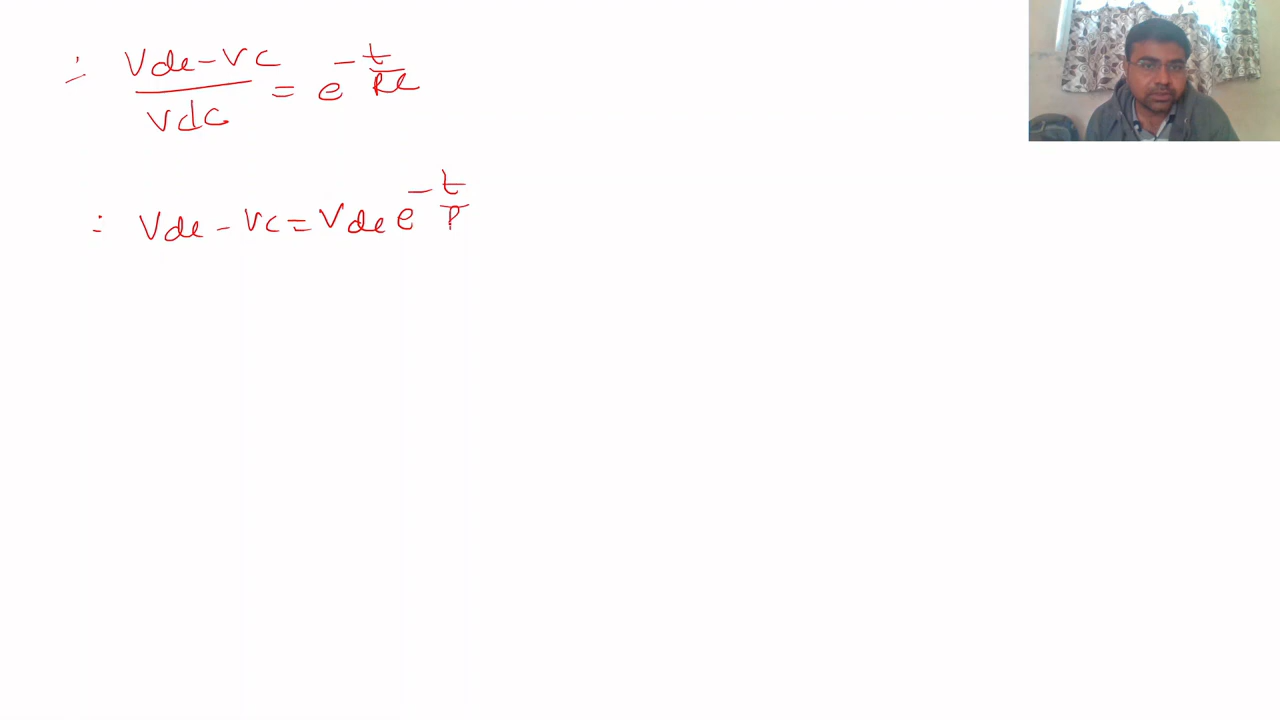 ∴ (Vdc-Vc)/Vdc = e^(-t/RC)
∴ Vdc - Vc = Vdc e^(-t/R)